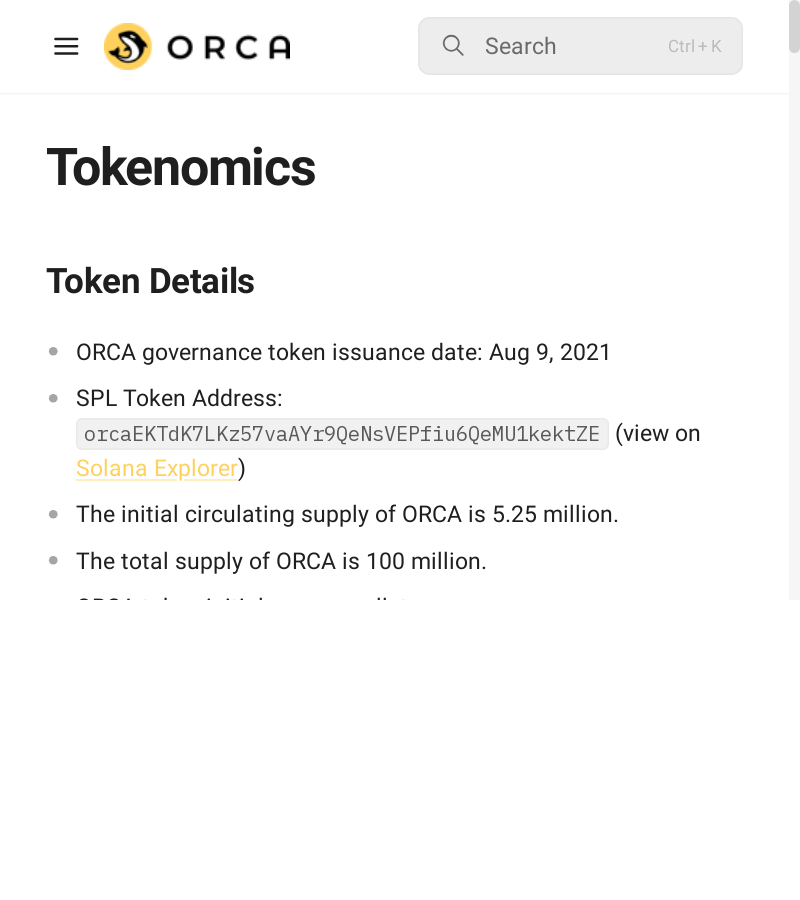 ORCA
Search
Ctrl + K
Tokenomics
Token Details
ORCA governance token issuance date: Aug 9, 2021
SPL Token Address:
orcaEKTdK7LKz57vaAYr9QeNsVEPfiu6QeMU1kektZE (view on
Solana Explorer)
The initial circulating supply of ORCA is 5.25 million.
The total supply of ORCA is 100 million.